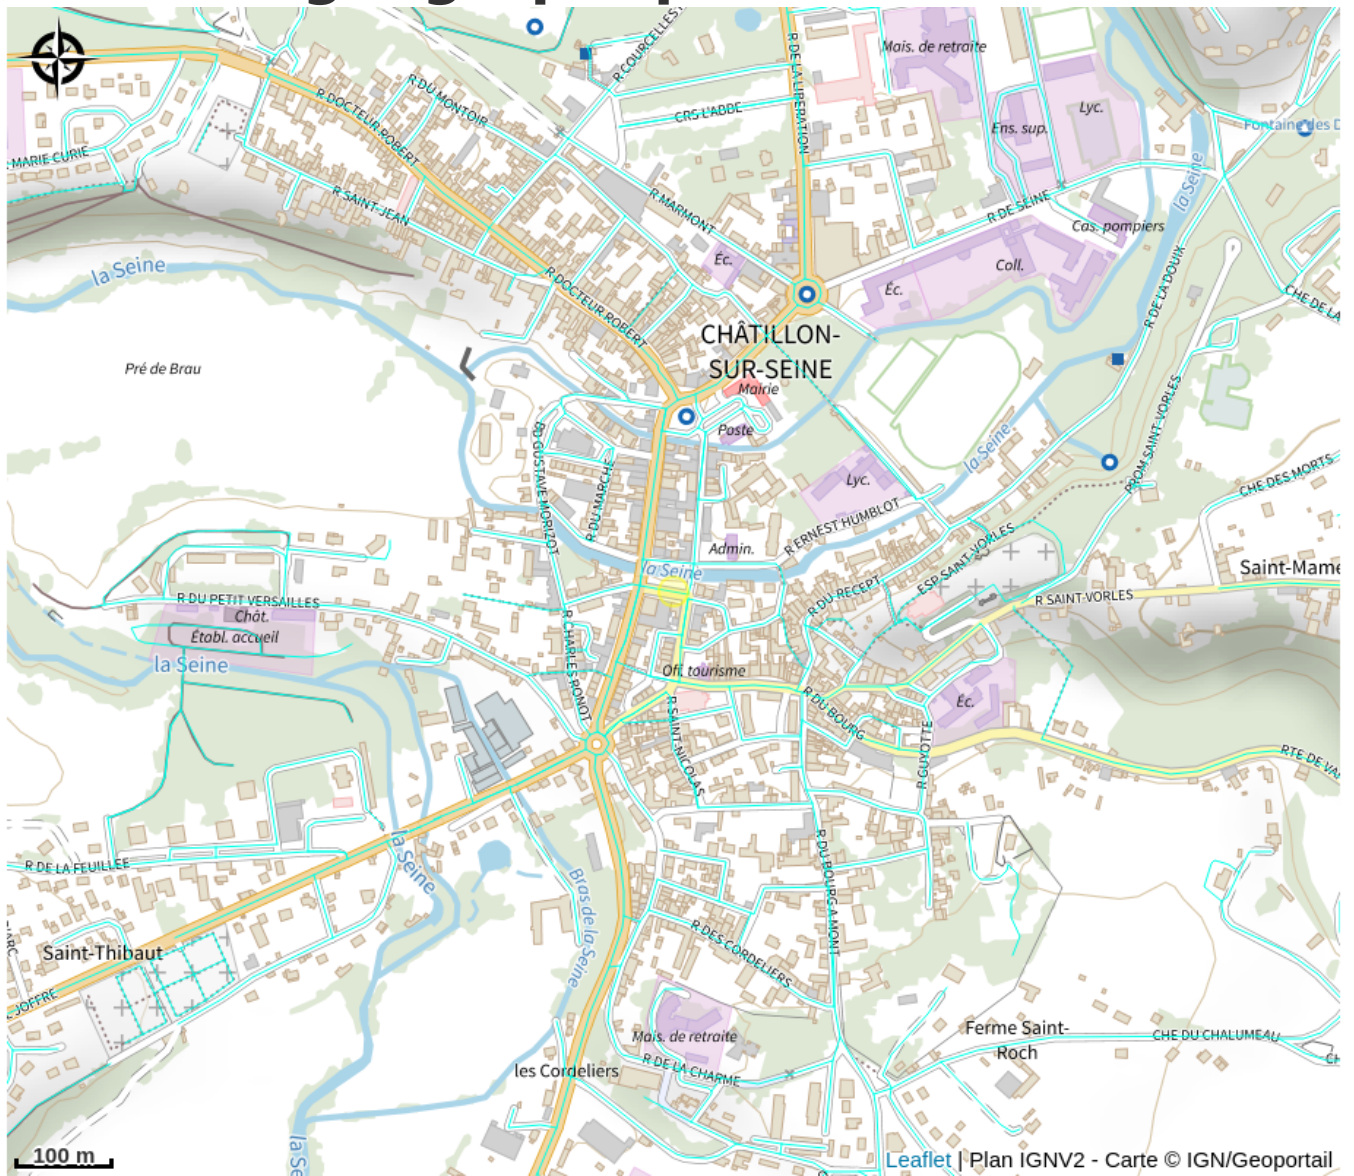 R COURCELLES
R DE LA LIBERATION
Mais. de retraite
R DU MONTOIR
R DOCTEUR ROBERT
CRS L'ABBE
Lyc.
Ens. sup.
Fontaine des D
MARIE CURIE
R SAINT-JEAN
R MARMONT
R DE SEINE
la Seine
Cas. pompiers
Éc.
Coll.
la Seine
Éc.
R DE LA DOUIX
CHE DE LA
R DOCTEUR ROBERT
CHÂTILLON-
SUR-SEINE
Pré de Brau
Mairie
Poste
PROM SAINT-VORLES
BD GUSTAVE MORIZOT
R DU MARCHE
la Seine
Lyc.
CHE DES MORTS
R ERNEST HUMBLOT
Admin.
ESP SAINT-VORLES
la Seine
Saint-Mame
R DU RECEPT
R SAINT-VORLES
R DU PETIT VERSAILLES
Chât.
Établ. accueil
la Seine
R CHARLES RONOT
Off. tourisme
R DU BOURG
Éc.
R SAINT-NICOLAS
R GUYOTTE
RTE DE VA
R DE LA FEUILLEE
la Seine
R DU BOURG A MONT
Bras de la Seine
Saint-Thibaut
R DES CORDELIERS
JOFFRE
Mais. de retraite
Ferme Saint-
Roch
CHE DU CHALUMEAU
CH
les Cordeliers
R DE LA CHARME
la Se
100 m
Leaflet | Plan IGNV2 - Carte © IGN/Geoportail